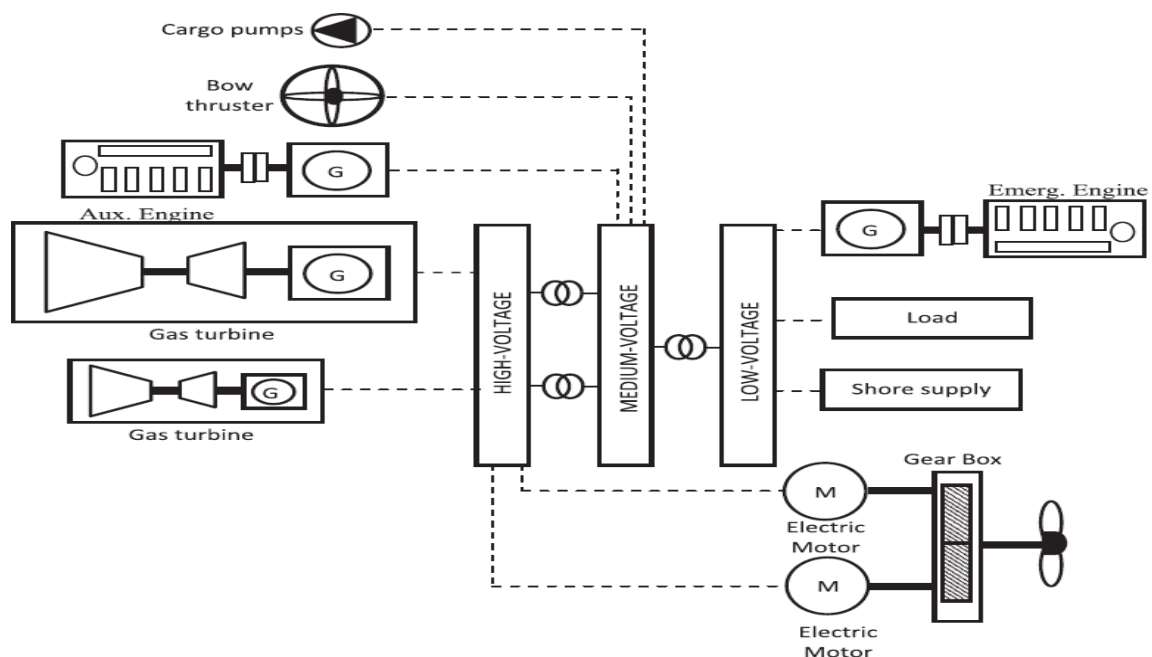 Cargo pumps
Bow
thruster
G
Aux. Engine
G
Gas turbine
G
Gas turbine
HIGH-VOLTAGE
MEDIUM-VOLTAGE
LOW-VOLTAGE
Emerg. Engine
G
Load
Shore supply
Gear Box
M
Electric
Motor
M
Electric
Motor